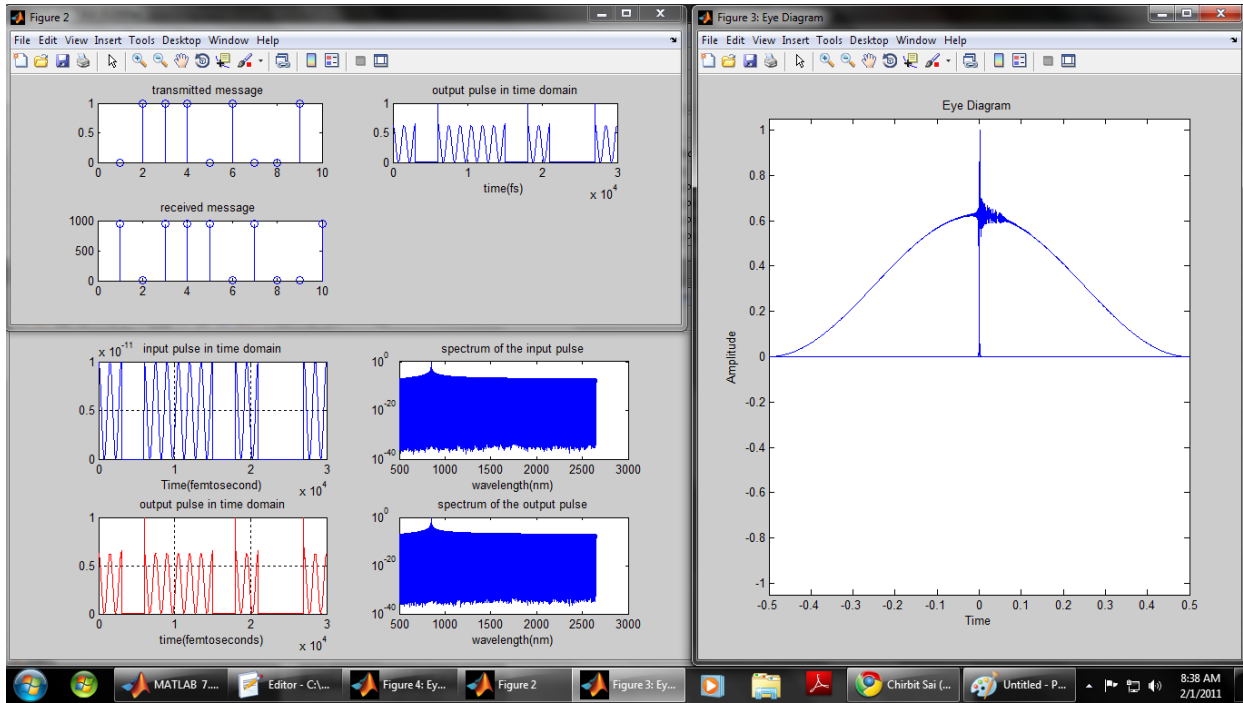 Figure 2
File Edit View Insert Tools Desktop Window Help
transmitted message
1
0.5
0
0 2 4 6 8 10
output pulse in time domain
1
0.5
0
0 1 2 3
time(fs)
x 10^4
received message
1000
500
0
0 2 4 6 8 10
x 10^-11
input pulse in time domain
1
0.5
0
0 1 2 3
Time(femtosecond)
x 10^4
spectrum of the input pulse
10^0
10^-20
10^-40
500 1000 1500 2000 2500 3000
wavelength(nm)
output pulse in time domain
1
0.5
0
0 1 2 3
time(femtoseconds)
x 10^4
spectrum of the output pulse
10^0
10^-20
10^-40
500 1000 1500 2000 2500 3000
wavelength(nm)
Figure 3: Eye Diagram
File Edit View Insert Tools Desktop Window Help
Eye Diagram
1
0.8
0.6
0.4
0.2
0
-0.2
-0.4
-0.6
-0.8
-1
Amplitude
-0.5 -0.4 -0.3 -0.2 -0.1 0 0.1 0.2 0.3 0.4 0.5
Time
MATLAB 7....
Editor - C:\...
Figure 4: Ey...
Figure 2
Figure 3: Ey...
Chirbit Sai (...
Untitled - P...
8:38 AM
2/1/2011